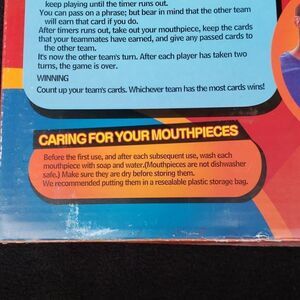 keep playing until the timer runs out.
You can pass on a phrase; but bear in mind that the other team
will earn that card if you do.
After timers runs out, take out your mouthpiece, keep the cards
that your teammates have earned, and give any passed cards to
the other team.
It's now the other team's turn. After each player has taken two
turns, the game is over.
WINNING
Count up your team's cards. Whichever team has the most cards wins!
CARING FOR YOUR MOUTHPIECES
Before the first use, and after each subsequent use, wash each
mouthpiece with soap and water.(Mouthpieces are not dishwasher
safe.) Make sure they are dry before storing them.
We recommended putting them in a resealable plastic storage bag.